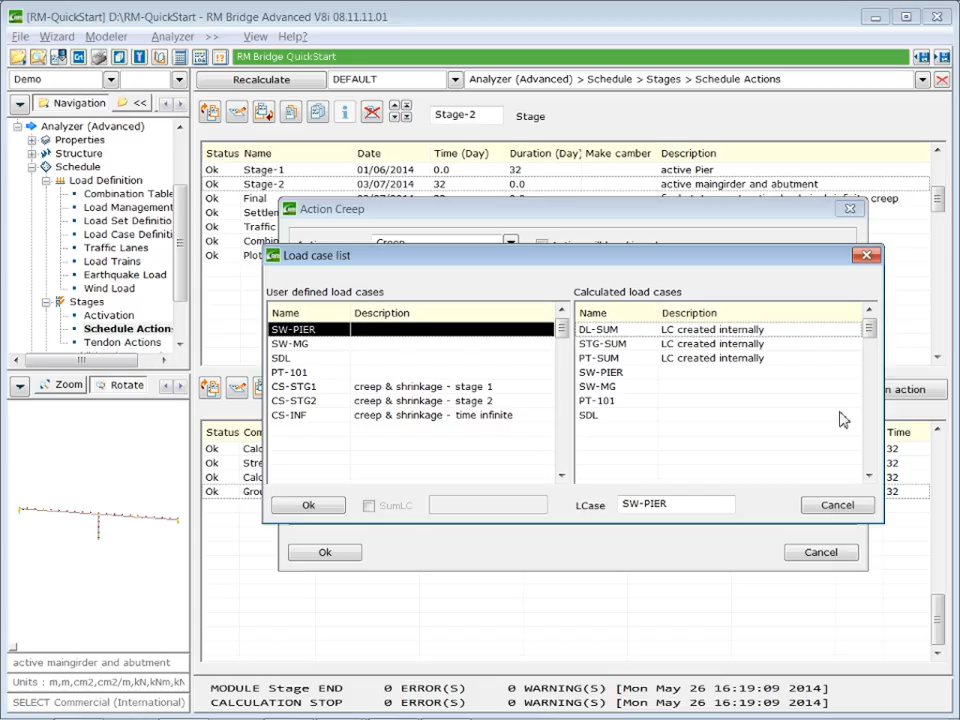 [RM-QuickStart] D:\RM-QuickStart - RM Bridge Advanced V8i 08.11.11.01
File Wizard Modeler Analyzer >> View Help?
RM Bridge QuickStart
Demo Recalculate DEFAULT Analyzer (Advanced) > Schedule > Stages > Schedule Actions
Navigation << Stage-2 Stage
Analyzer (Advanced)
Properties
Structure
Schedule
Load Definition
Combination Table
Load Management
Load Set Definitio
Load Case Definiti
Traffic Lanes
Load Trains
Earthquake Load
Wind Load
Stages
Activation
Schedule Action
Tendon Actions
Status Name Date Time (Day) Duration (Day) Make camber Description
Ok Stage-1 01/06/2014 0.0 32 active Pier
Ok Stage-2 03/07/2014 32 0.0 active maingirder and abutment
Ok Final creep
Ok Settlen
Ok Traffic
Ok Combin
Ok Plot
Action Creep
Creep
Load case list
User defined load cases
Name Description
SW-PIER
SW-MG
SDL
PT-101
CS-STG1 creep & shrinkage - stage 1
CS-STG2 creep & shrinkage - stage 2
CS-INF creep & shrinkage - time infinite
Calculated load cases
Name Description
DL-SUM LC created internally
STG-SUM LC created internally
PT-SUM LC created internally
SW-PIER
SW-MG
PT-101
SDL
Ok SumLC LCase SW-PIER Cancel
Ok Cancel
Zoom Rotate
n action
Status Co Time
Ok Calc 32
Ok Stre 32
Ok Calc 32
Ok Grou 32
active maingirder and abutment
Units : m,m,cm2,cm2/m,kN,kNm,kN
SELECT Commercial (International)
MODULE Stage END 0 ERROR(S) 0 WARNING(S) [Mon May 26 16:19:09 2014]
CALCULATION STOP 0 ERROR(S) 0 WARNING(S) [Mon May 26 16:19:09 2014]